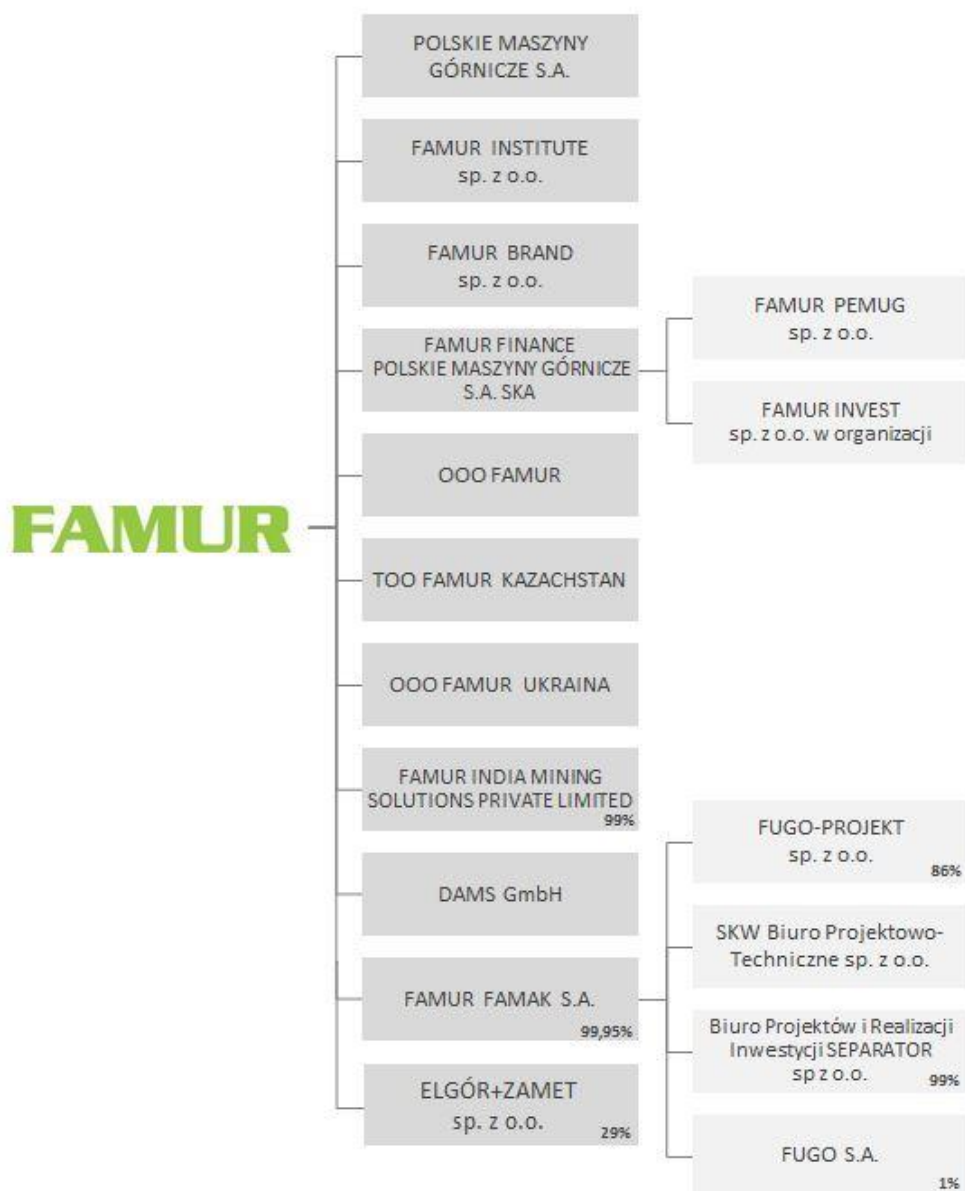 POLSKIE MASZYNY
GÓRNICZE S.A.
FAMUR INSTITUTE
sp. z o.o.
FAMUR BRAND
sp. z o.o.
FAMUR FINANCE
POLSKIE MASZYNY GÓRNICZE
S.A. SKA
FAMUR PEMUG
sp. z o.o.
FAMUR INVEST
sp. z o.o. w organizacji
OOO FAMUR
FAMUR
TOO FAMUR KAZACHSTAN
OOO FAMUR UKRAINA
FAMUR INDIA MINING
SOLUTIONS PRIVATE LIMITED
99%
DAMS GmbH
FAMUR FAMAK S.A.
99,95%
FUGO-PROJEKT
sp. z o.o.
86%
SKW Biuro Projektowo-
Techniczne sp. z o.o.
Biuro Projektów i Realizacji
Inwestycji SEPARATOR
sp z o.o.
99%
FUGO S.A.
1%
ELGÓR+ZAMET
sp. z o.o.
29%